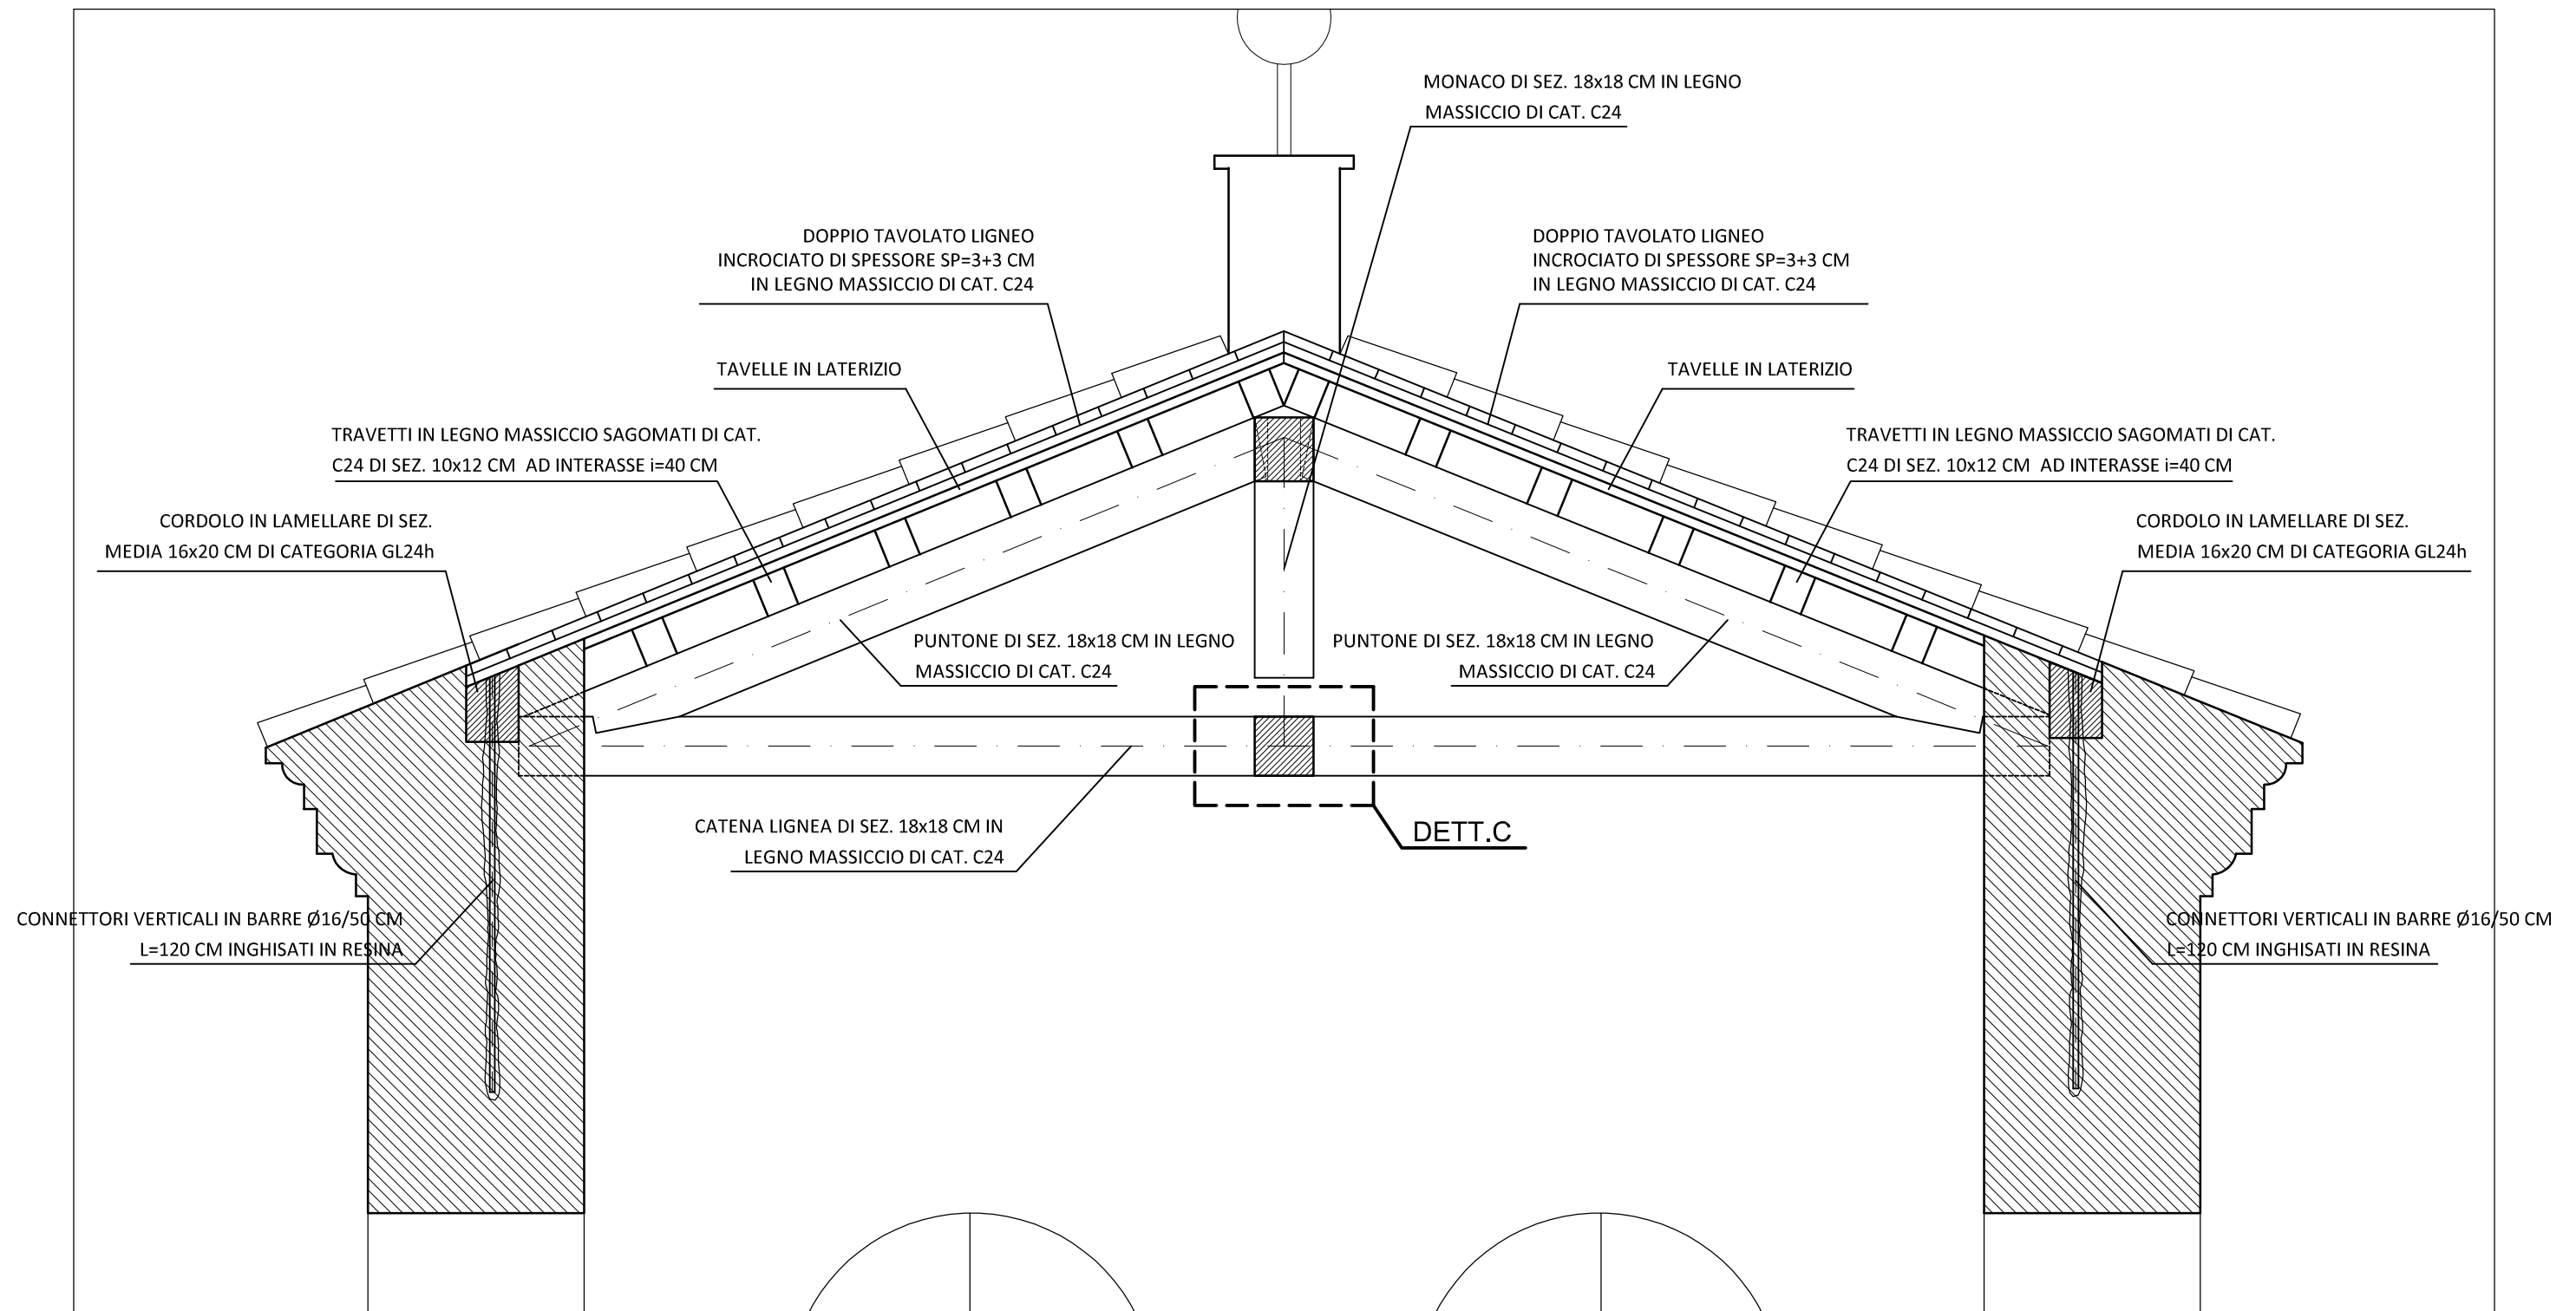 MONACO DI SEZ. 18x18 CM IN LEGNO
MASSICCIO DI CAT. C24
DOPPIO TAVOLATO LIGNEO
INCROCIATO DI SPESSORE SP=3+3 CM
IN LEGNO MASSICCIO DI CAT. C24
DOPPIO TAVOLATO LIGNEO
INCROCIATO DI SPESSORE SP=3+3 CM
IN LEGNO MASSICCIO DI CAT. C24
TAVELLE IN LATERIZIO
TAVELLE IN LATERIZIO
TRAVETTI IN LEGNO MASSICCIO SAGOMATI DI CAT.
C24 DI SEZ. 10x12 CM AD INTERASSE i=40 CM
TRAVETTI IN LEGNO MASSICCIO SAGOMATI DI CAT.
C24 DI SEZ. 10x12 CM AD INTERASSE i=40 CM
CORDOLO IN LAMELLARE DI SEZ.
MEDIA 16x20 CM DI CATEGORIA GL24h
CORDOLO IN LAMELLARE DI SEZ.
MEDIA 16x20 CM DI CATEGORIA GL24h
PUNTONE DI SEZ. 18x18 CM IN LEGNO
MASSICCIO DI CAT. C24
PUNTONE DI SEZ. 18x18 CM IN LEGNO
MASSICCIO DI CAT. C24
CATENA LIGNEA DI SEZ. 18x18 CM IN
LEGNO MASSICCIO DI CAT. C24
DETT.C
CONNETTORI VERTICALI IN BARRE Ø16/50 CM
L=120 CM INGHISATI IN RESINA
CONNETTORI VERTICALI IN BARRE Ø16/50 CM
L=120 CM INGHISATI IN RESINA